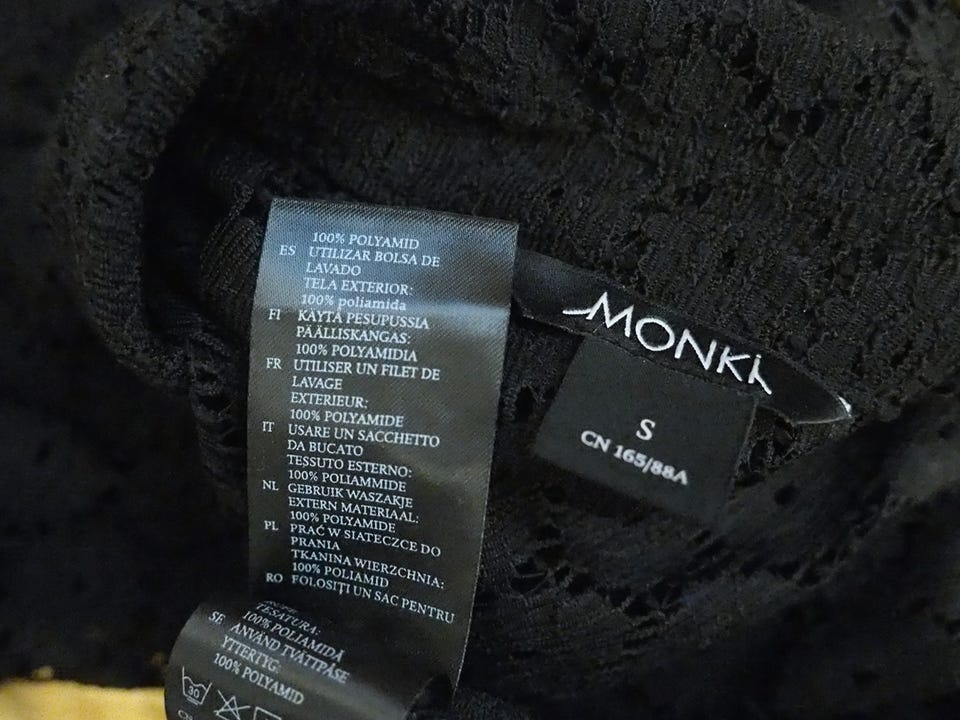 100% POLYAMID
ES UTILIZAR BOLSA DE
LAVADO
TELA EXTERIOR:
100% poliamida
FI KÄYTÄ PESUPUSSIA
PÄÄLLISKANGAS:
100% POLYAMIDIA
FR UTILISER UN FILET DE
LAVAGE
EXTERIEUR:
100% POLYAMIDE
IT USARE UN SACCHETTO
DA BUCATO
TESSUTO ESTERNO:
100% POLIAMMIDE
NL GEBRUIK WASZAKJE
EXTERN MATERIAAL:
100% POLYAMIDE
PL PRAĆ W SIATECZCE DO
PRANIA
TKANINA WIERZCHNIA:
100% POLIAMID
RO FOLOSIȚI UN SAC PENTRU
TESATURA:
100% POLIAMIDĂ
SE ANVÄND TVÄTTPÅSE
YTTERTYG:
100% POLYAMID
30
CN
MONKI
S
CN 165/88A